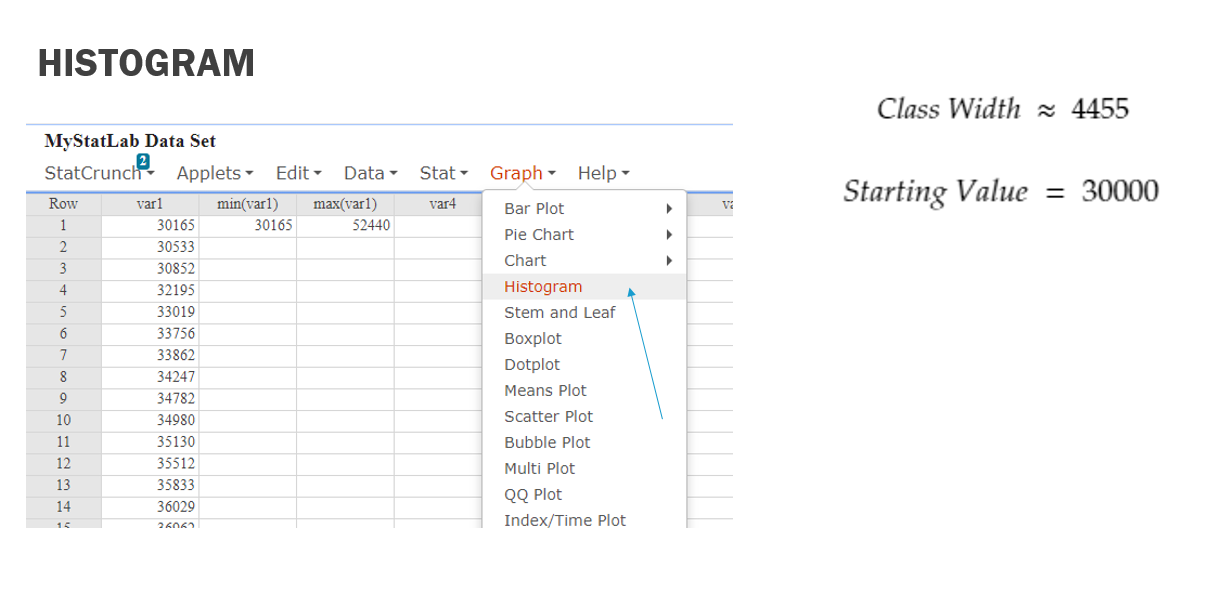 HISTOGRAM
Class Width ≈ 4455
Starting Value = 30000
MyStatLab Data Set
StatCrunch 2 Applets Edit Data Stat Graph Help
Row var1 min(var1) max(var1) var4
1 30165 30165 52440
2 30533
3 30852
4 32195
5 33019
6 33756
7 33862
8 34247
9 34782
10 34980
11 35130
12 35512
13 35833
14 36029
15 36962
Bar Plot
Pie Chart
Chart
Histogram
Stem and Leaf
Boxplot
Dotplot
Means Plot
Scatter Plot
Bubble Plot
Multi Plot
QQ Plot
Index/Time Plot